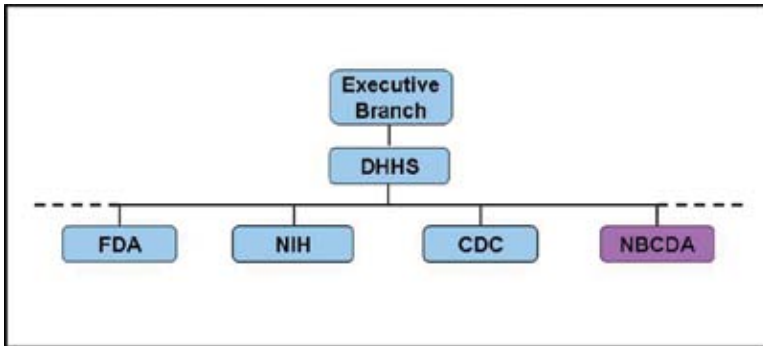 Executive
Branch
DHHS
FDA
NIH
CDC
NBCDA